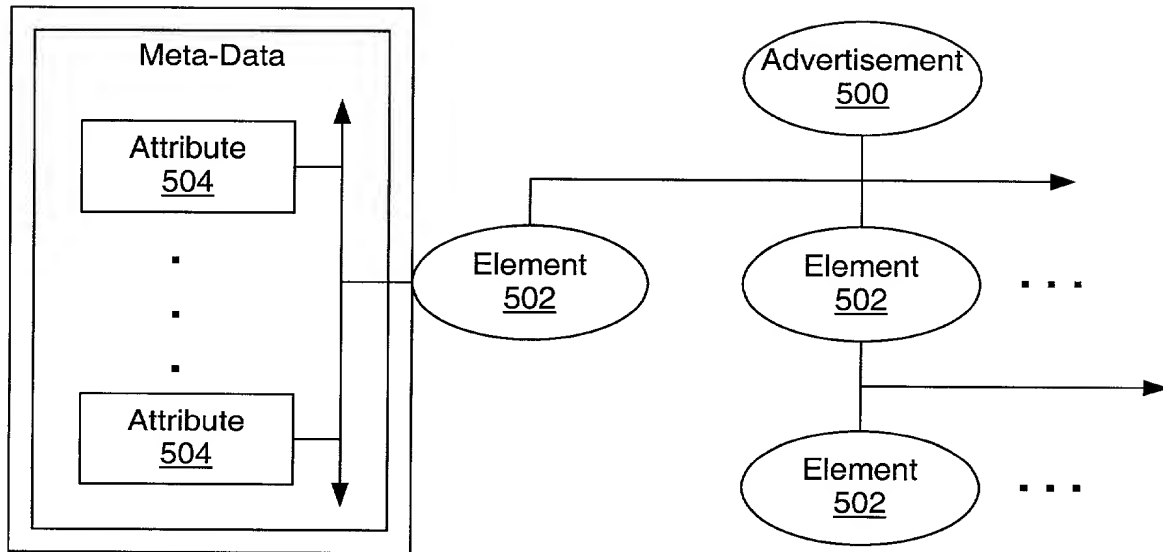 Meta-Data
Attribute
504
Attribute
504
Advertisement
500
Element
502
Element
502
Element
502